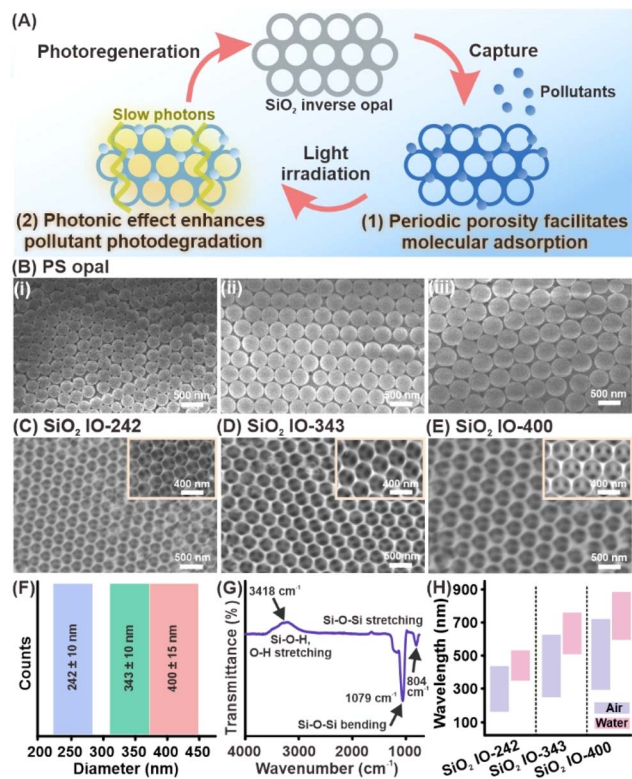 (A)
Photoregeneration
Capture
SiO₂ inverse opal
Pollutants
Slow photons
Light
irradiation
(2) Photonic effect enhances
pollutant photodegradation
(1) Periodic porosity facilitates
molecular adsorption
(B) PS opal
(i)
(ii)
(iii)
500 nm
500 nm
500 nm
(C) SiO₂ IO-242
(D) SiO₂ IO-343
(E) SiO₂ IO-400
400 nm
400 nm
400 nm
500 nm
500 nm
500 nm
(F)
Counts
242 ± 10 nm
343 ± 10 nm
400 ± 15 nm
200 250 300 350 400 450 500
Diameter (nm)
(G)
Transmittance (%)
3418 cm⁻¹
Si-O-Si stretching
Si-O-H,
O-H stretching
804
cm⁻¹
1079 cm⁻¹
Si-O-Si bending
4000 3000 2000 1000
Wavenumber (cm⁻¹)
(H)
Wavelength (nm)
900
700
500
300
100
Air
Water
SiO₂ IO-242
SiO₂ IO-343
SiO₂ IO-400